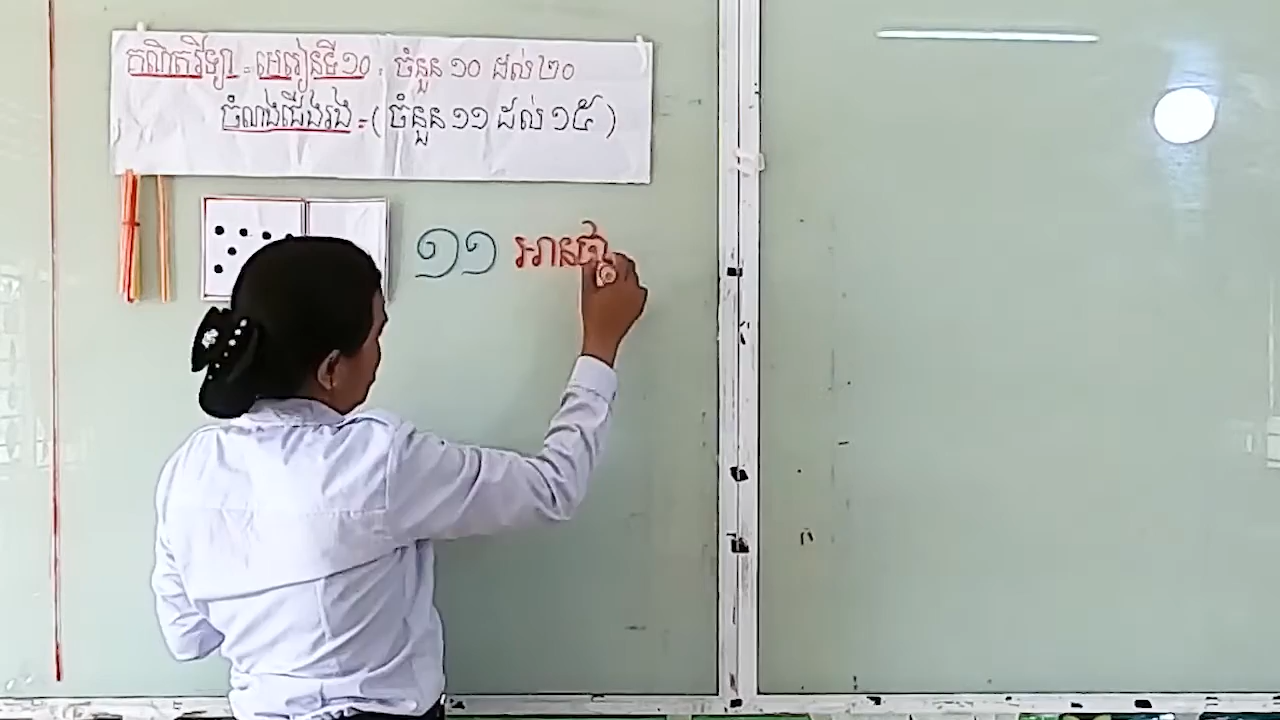 គណិតវិទ្យា = មេរៀនទី១០ : ចំនួន ១០ ដល់ ២០
ចំណងជើងរង = ( ចំនួន ១១ ដល់ ១៥ )
១១ អានថា